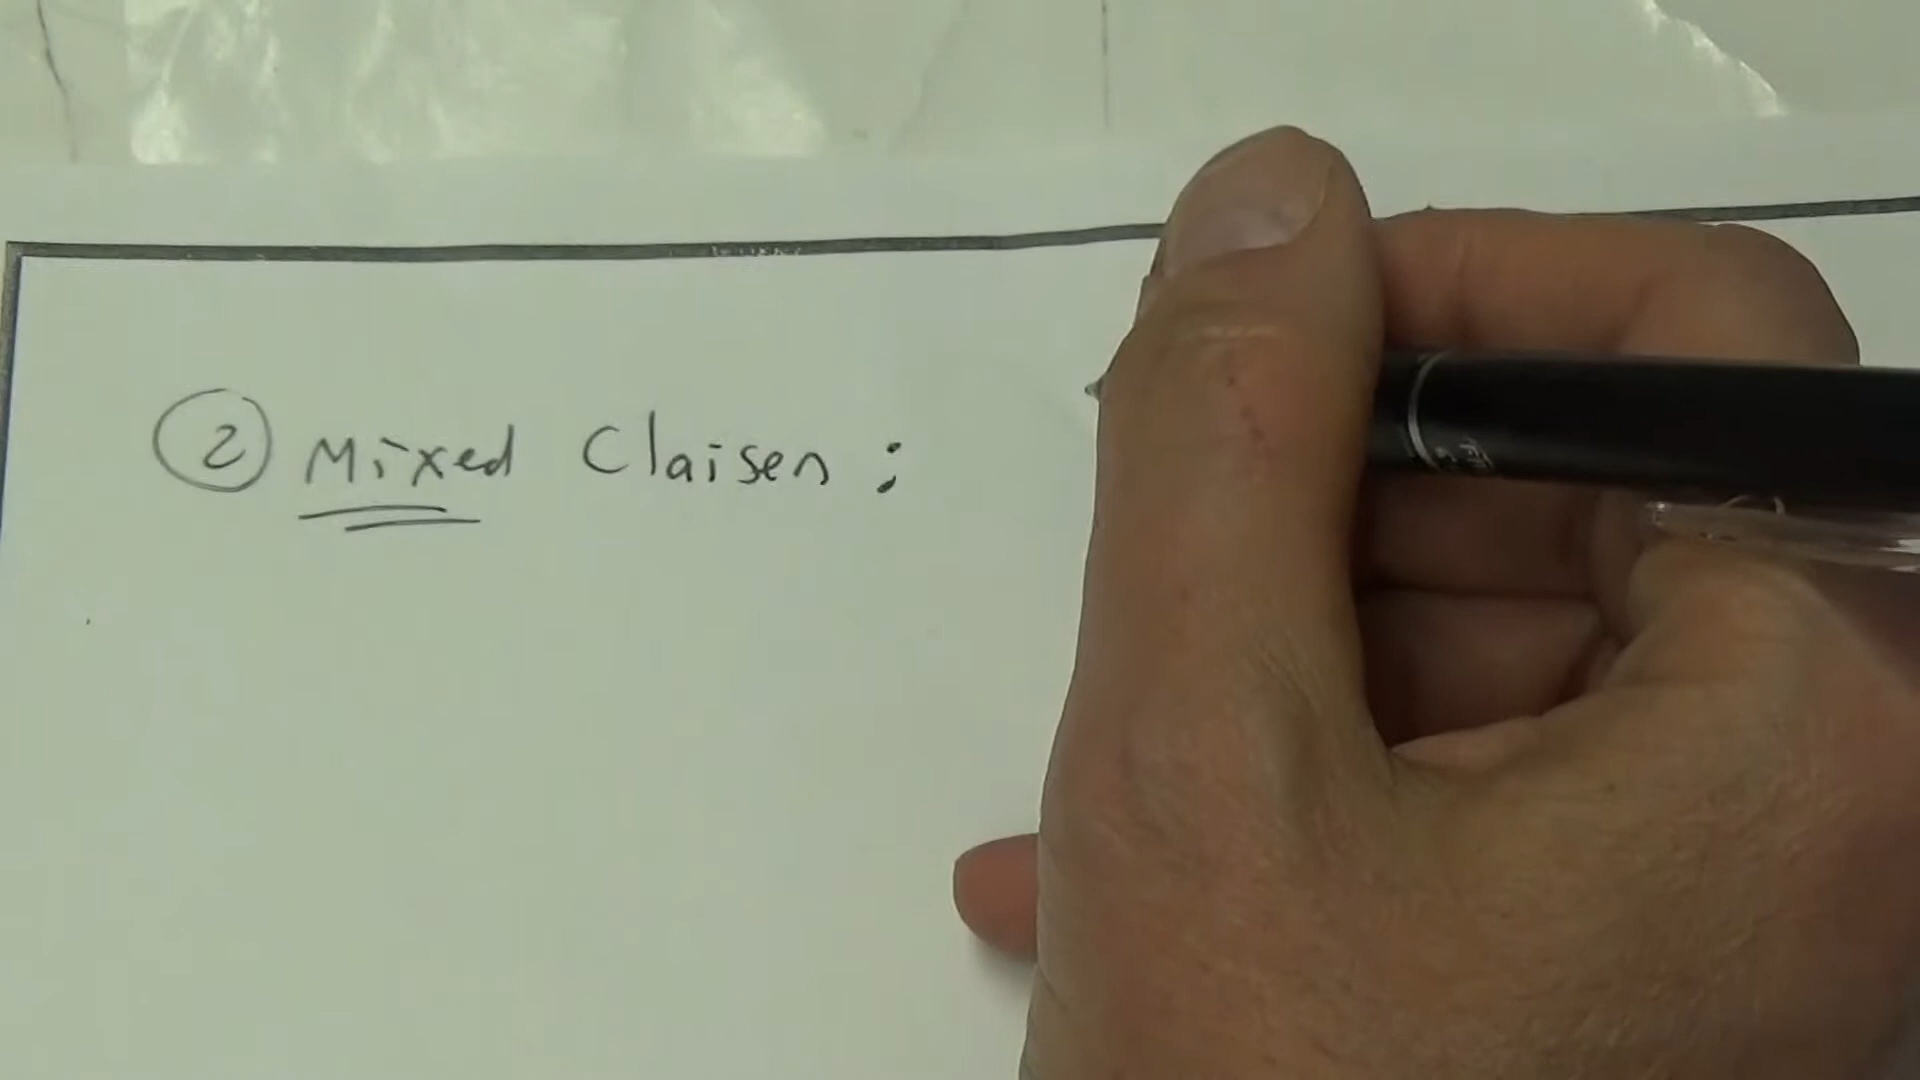 ② Mixed Claisen :